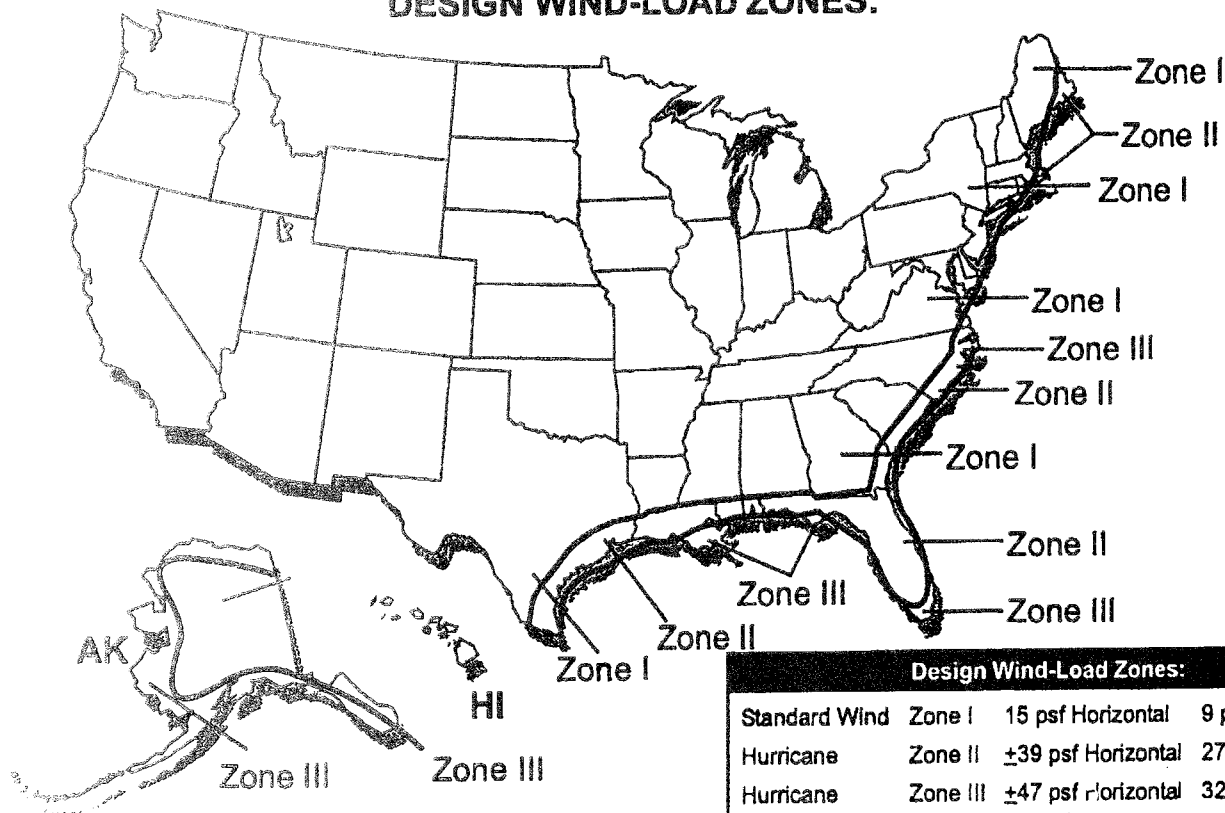 DESIGN WIND-LOAD ZONES:
Zone I
Zone II
Zone I
Zone I
Zone III
Zone II
Zone I
Zone II
Zone III
Zone III
Zone II
Zone I
AK
HI
Zone III
Zone III
Design Wind-Load Zones:
Standard Wind Zone I 15 psf Horizontal 9 p
Hurricane Zone II ±39 psf Horizontal 27
Hurricane Zone III ±47 psf Horizontal 32